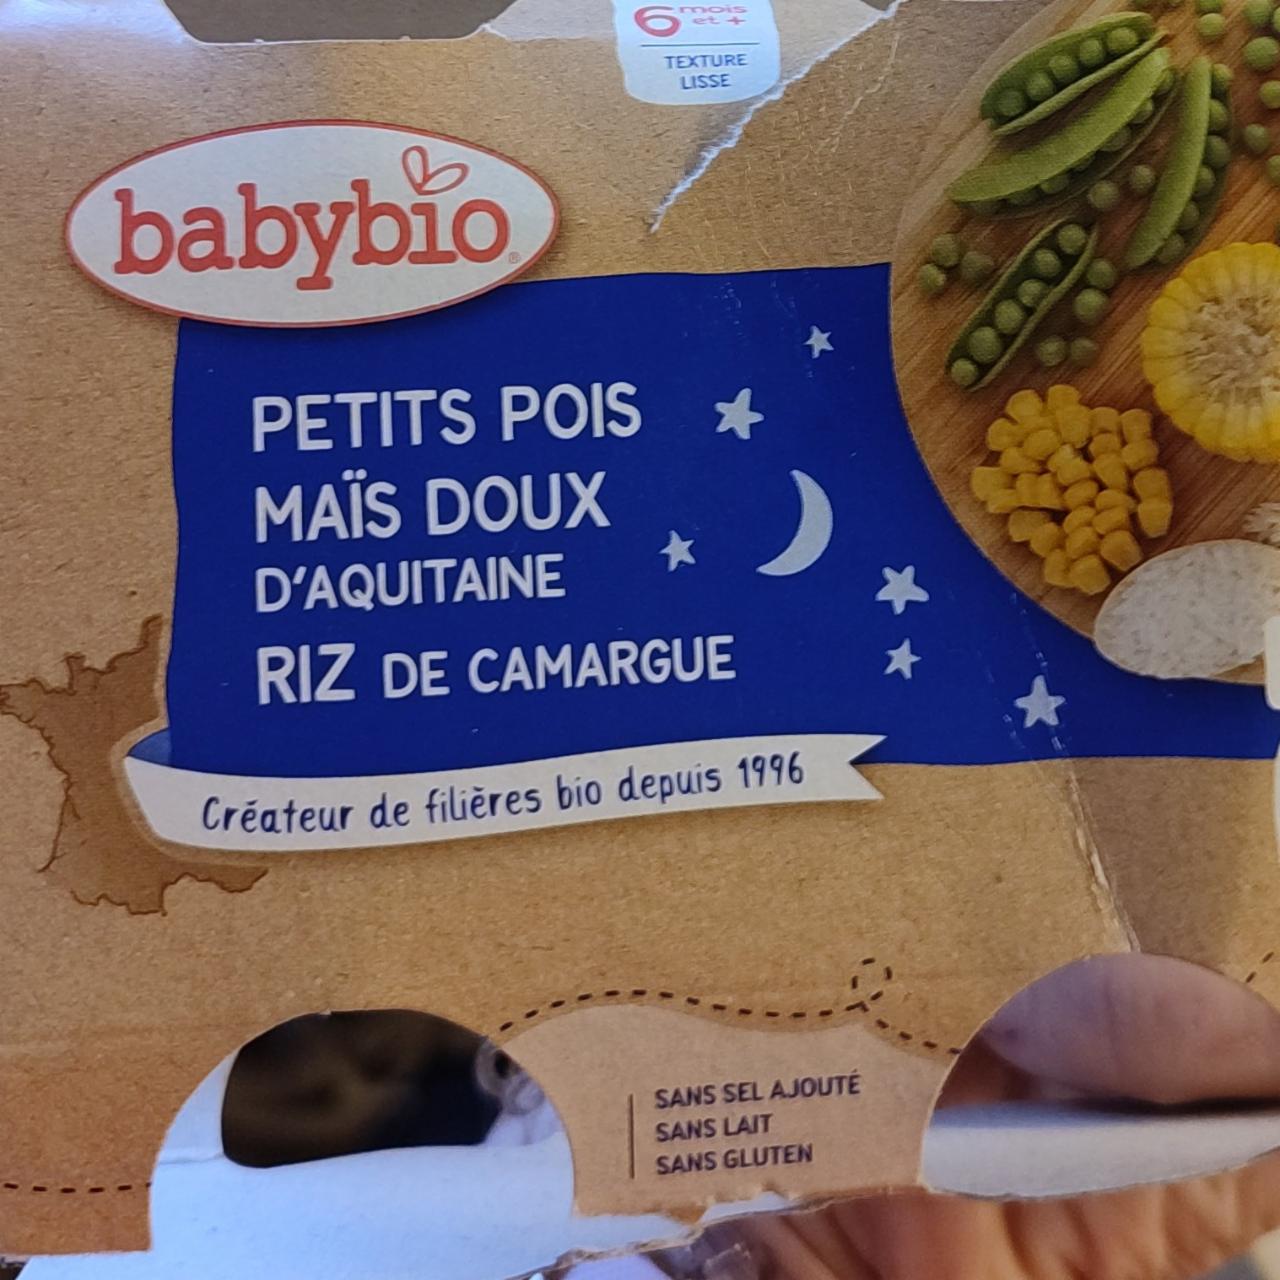 6 mois et +
TEXTURE
LISSE
babybio®
PETITS POIS
MAÏS DOUX
D'AQUITAINE
RIZ DE CAMARGUE
Créateur de filières bio depuis 1996
SANS SEL AJOUTÉ
SANS LAIT
SANS GLUTEN